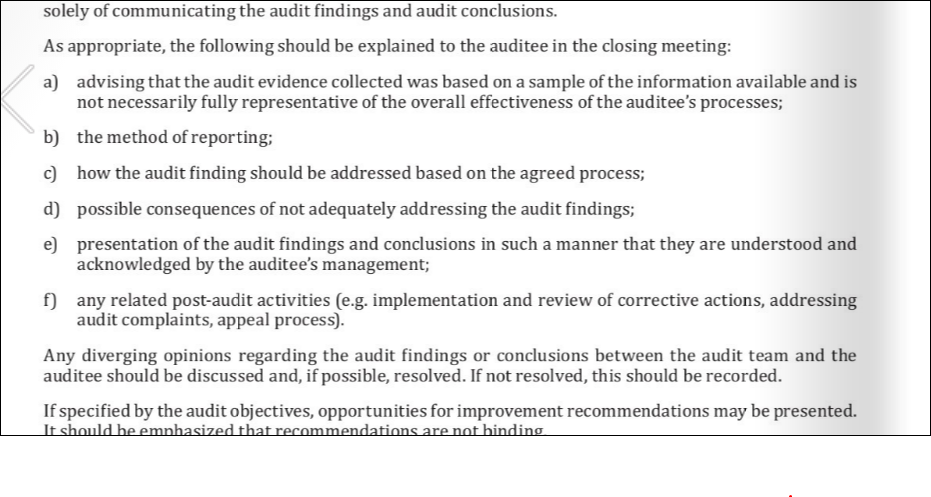 solely of communicating the audit findings and audit conclusions.
As appropriate, the following should be explained to the auditee in the closing meeting:
a) advising that the audit evidence collected was based on a sample of the information available and is
not necessarily fully representative of the overall effectiveness of the auditee's processes;
b) the method of reporting;
c) how the audit finding should be addressed based on the agreed process;
d) possible consequences of not adequately addressing the audit findings;
e) presentation of the audit findings and conclusions in such a manner that they are understood and
acknowledged by the auditee's management;
f) any related post-audit activities (e.g. implementation and review of corrective actions, addressing
audit complaints, appeal process).
Any diverging opinions regarding the audit findings or conclusions between the audit team and the
auditee should be discussed and, if possible, resolved. If not resolved, this should be recorded.
If specified by the audit objectives, opportunities for improvement recommendations may be presented.
It should be emphasized that recommendations are not binding.